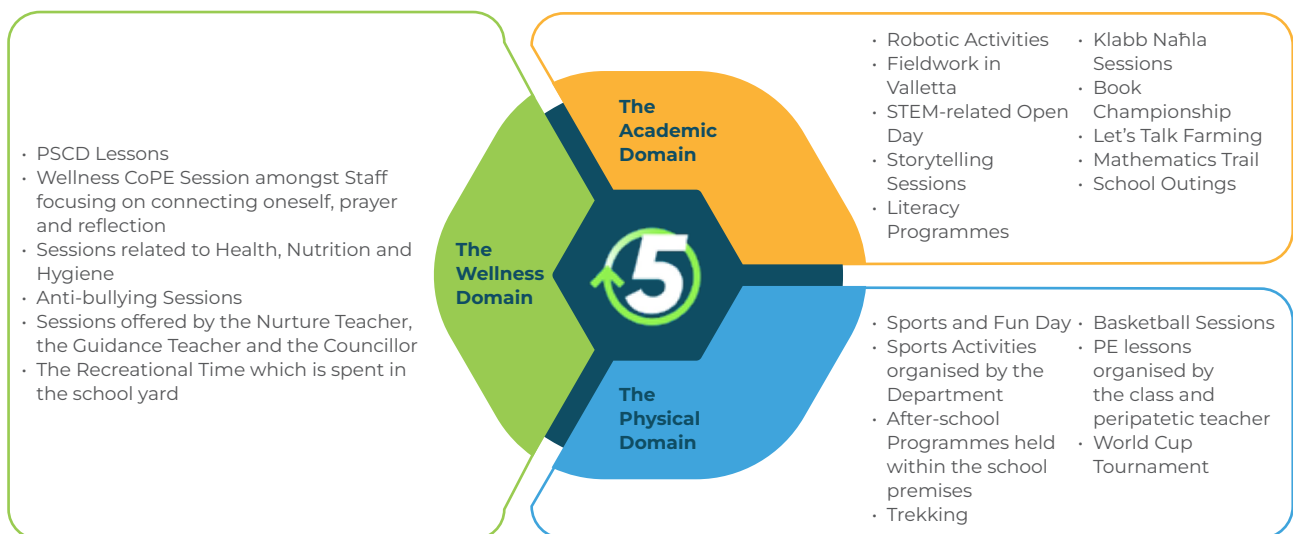 • PSCD Lessons
• Wellness CoPE Session amongst Staff
focusing on connecting oneself, prayer
and reflection
• Sessions related to Health, Nutrition and
Hygiene
• Anti-bullying Sessions
• Sessions offered by the Nurture Teacher,
the Guidance Teacher and the Councillor
• The Recreational Time which is spent in
the school yard
The
Wellness
Domain
The
Academic
Domain
5
The
Physical
Domain
• Robotic Activities
• Fieldwork in
Valletta
• STEM-related Open
Day
• Storytelling
Sessions
• Literacy
Programmes
• Klabb Naħla
Sessions
• Book
Championship
• Let's Talk Farming
• Mathematics Trail
• School Outings
• Sports and Fun Day
• Sports Activities
organised by the
Department
• After-school
Programmes held
within the school
premises
• Trekking
• Basketball Sessions
• PE lessons
organised by
the class and
peripatetic teacher
• World Cup
Tournament